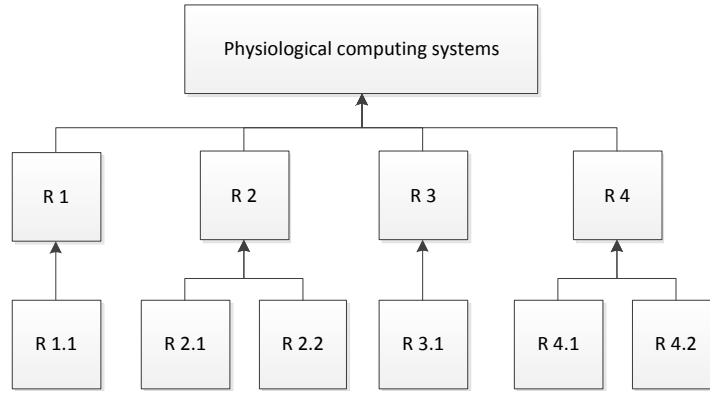 Physiological computing systems
R 1
R 2
R 3
R 4
R 1.1
R 2.1
R 2.2
R 3.1
R 4.1
R 4.2